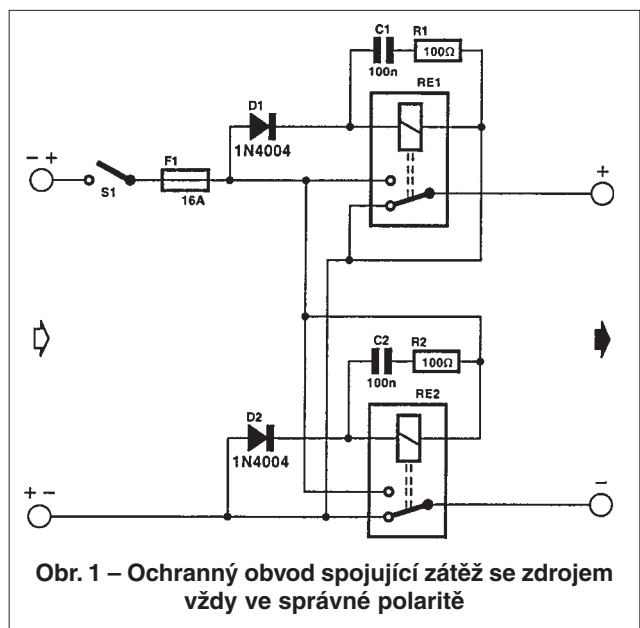 C1
R1
100Ω
100n
RE1
D1
1N4004
- +
S1
F1
16A
+
C2
R2
100Ω
100n
RE2
D2
1N4004
+ -
-
Obr. 1 – Ochranný obvod spojující zátěž se zdrojem
vždy ve správné polaritě